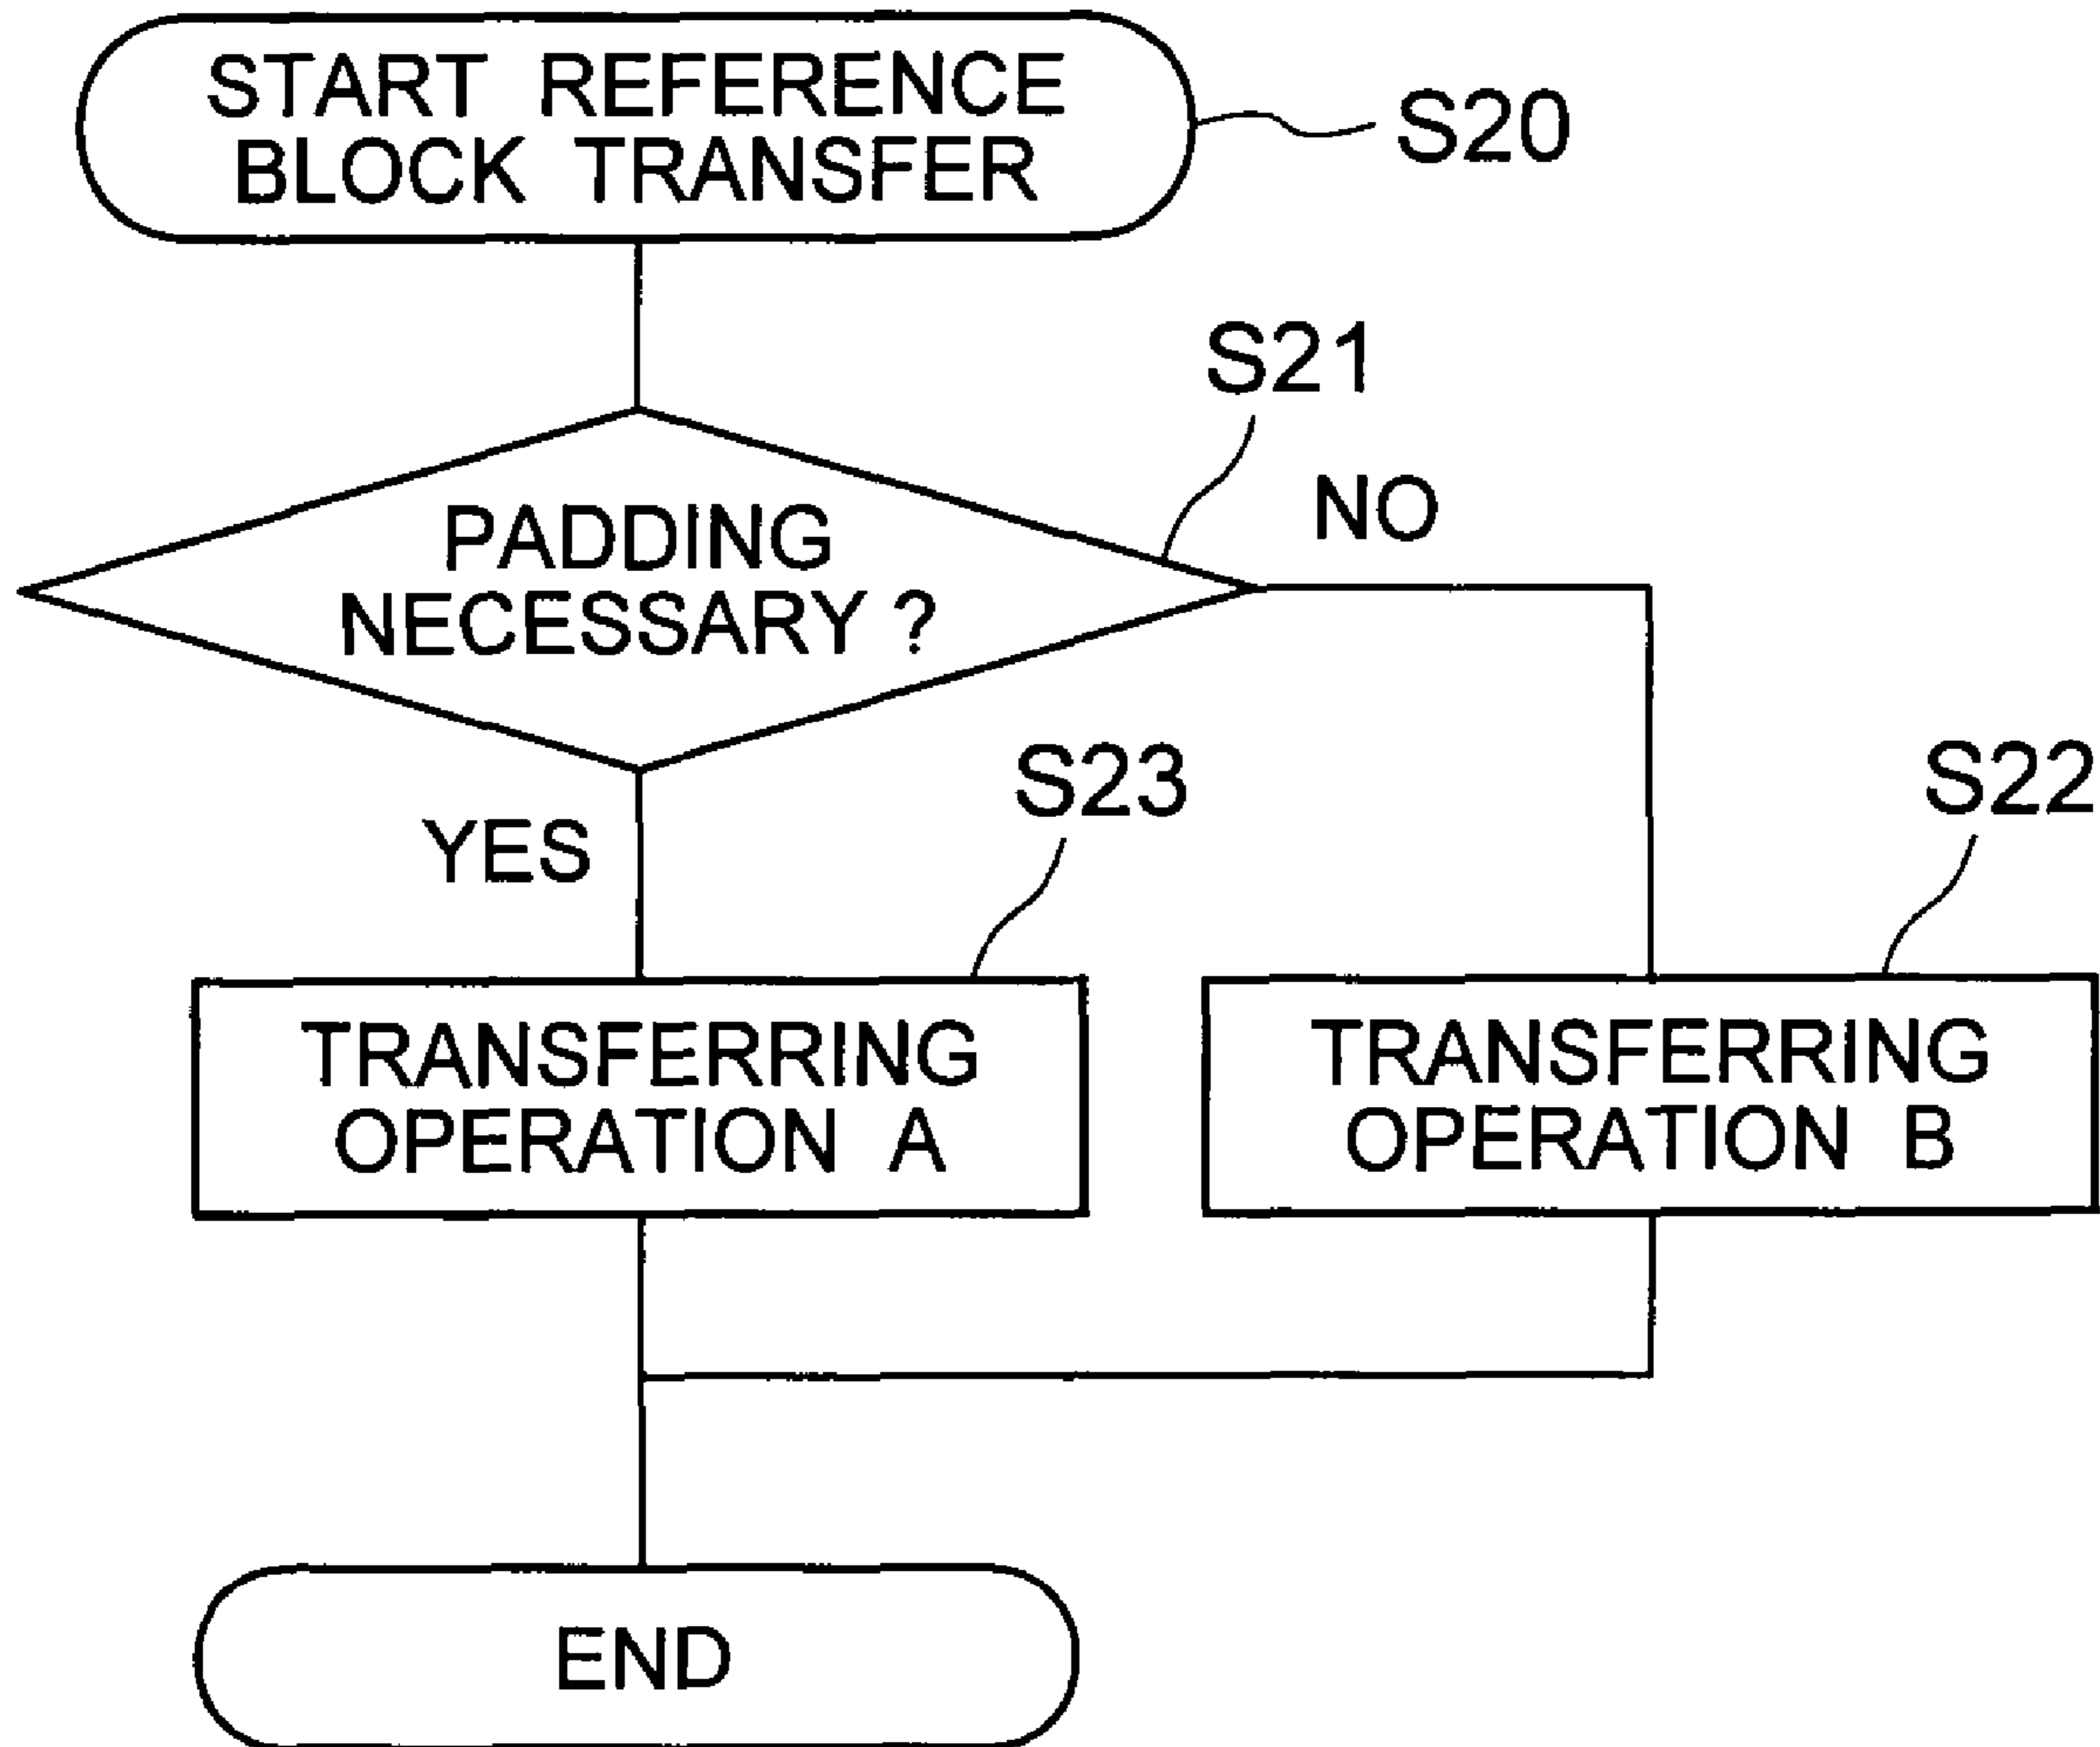 START REFERENCE
BLOCK TRANSFER
S20
S21
PADDING
NECESSARY ?
NO
YES
S23
S22
TRANSFERRING
OPERATION A
TRANSFERRING
OPERATION B
END